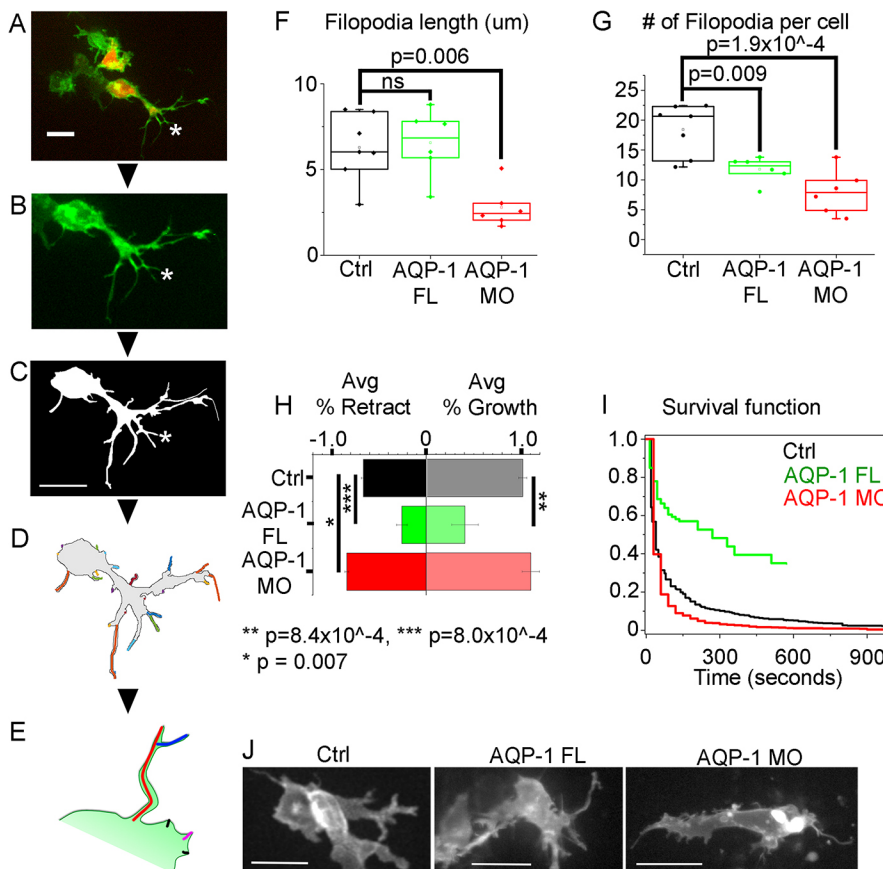 A
*
B
*
C
*
D
E
F
Filopodia length (um)
p=0.006
ns
10
5
0
Ctrl
AQP-1
FL
AQP-1
MO
G
# of Filopodia per cell
p=1.9x10^-4
p=0.009
25
20
15
10
5
0
Ctrl
AQP-1
FL
AQP-1
MO
H
Avg
% Retract
Avg
% Growth
-1.0
0
1.0
Ctrl
AQP-1
FL
AQP-1
MO
*
***
**
** p=8.4x10^-4, *** p=8.0x10^-4
* p = 0.007
I
Survival function
Ctrl
AQP-1 FL
AQP-1 MO
1.0
0.8
0.6
0.4
0.2
0
0
300
600
900
Time (seconds)
J
Ctrl
AQP-1 FL
AQP-1 MO